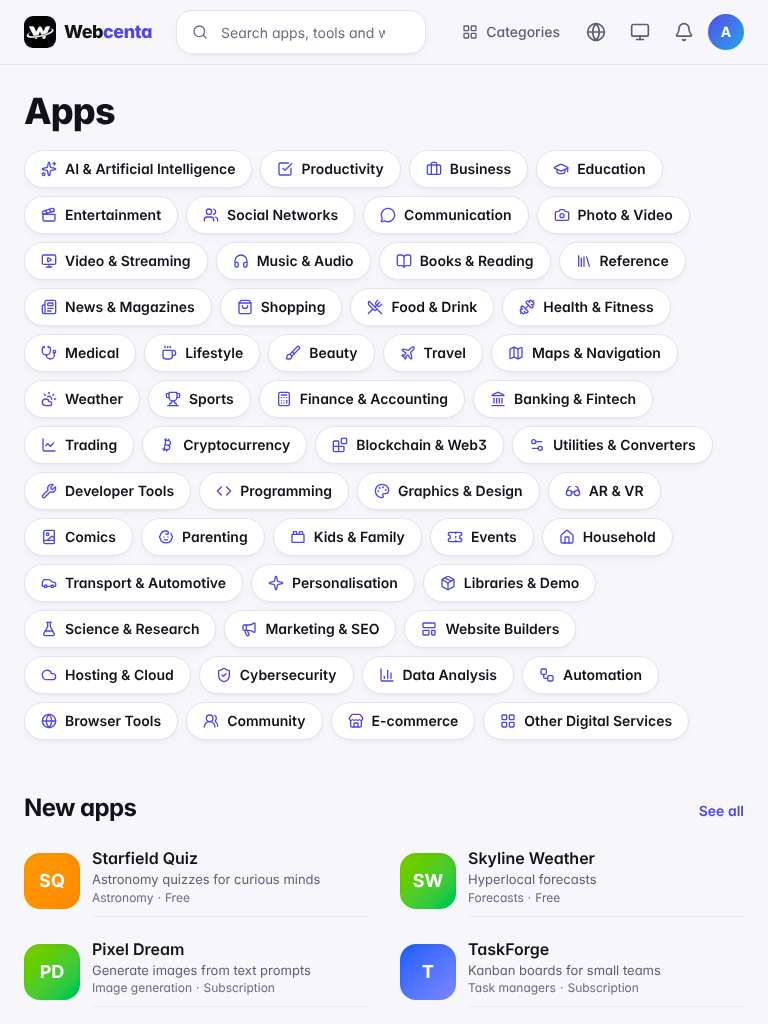 Webcenta
Search apps, tools and w
Categories
A
Apps
AI & Artificial Intelligence
Productivity
Business
Education
Entertainment
Social Networks
Communication
Photo & Video
Video & Streaming
Music & Audio
Books & Reading
Reference
News & Magazines
Shopping
Food & Drink
Health & Fitness
Medical
Lifestyle
Beauty
Travel
Maps & Navigation
Weather
Sports
Finance & Accounting
Banking & Fintech
Trading
Cryptocurrency
Blockchain & Web3
Utilities & Converters
Developer Tools
Programming
Graphics & Design
AR & VR
Comics
Parenting
Kids & Family
Events
Household
Transport & Automotive
Personalisation
Libraries & Demo
Science & Research
Marketing & SEO
Website Builders
Hosting & Cloud
Cybersecurity
Data Analysis
Automation
Browser Tools
Community
E-commerce
Other Digital Services
New apps
See all
SQ
Starfield Quiz
Astronomy quizzes for curious minds
Astronomy · Free
SW
Skyline Weather
Hyperlocal forecasts
Forecasts · Free
PD
Pixel Dream
Generate images from text prompts
Image generation · Subscription
T
TaskForge
Kanban boards for small teams
Task managers · Subscription